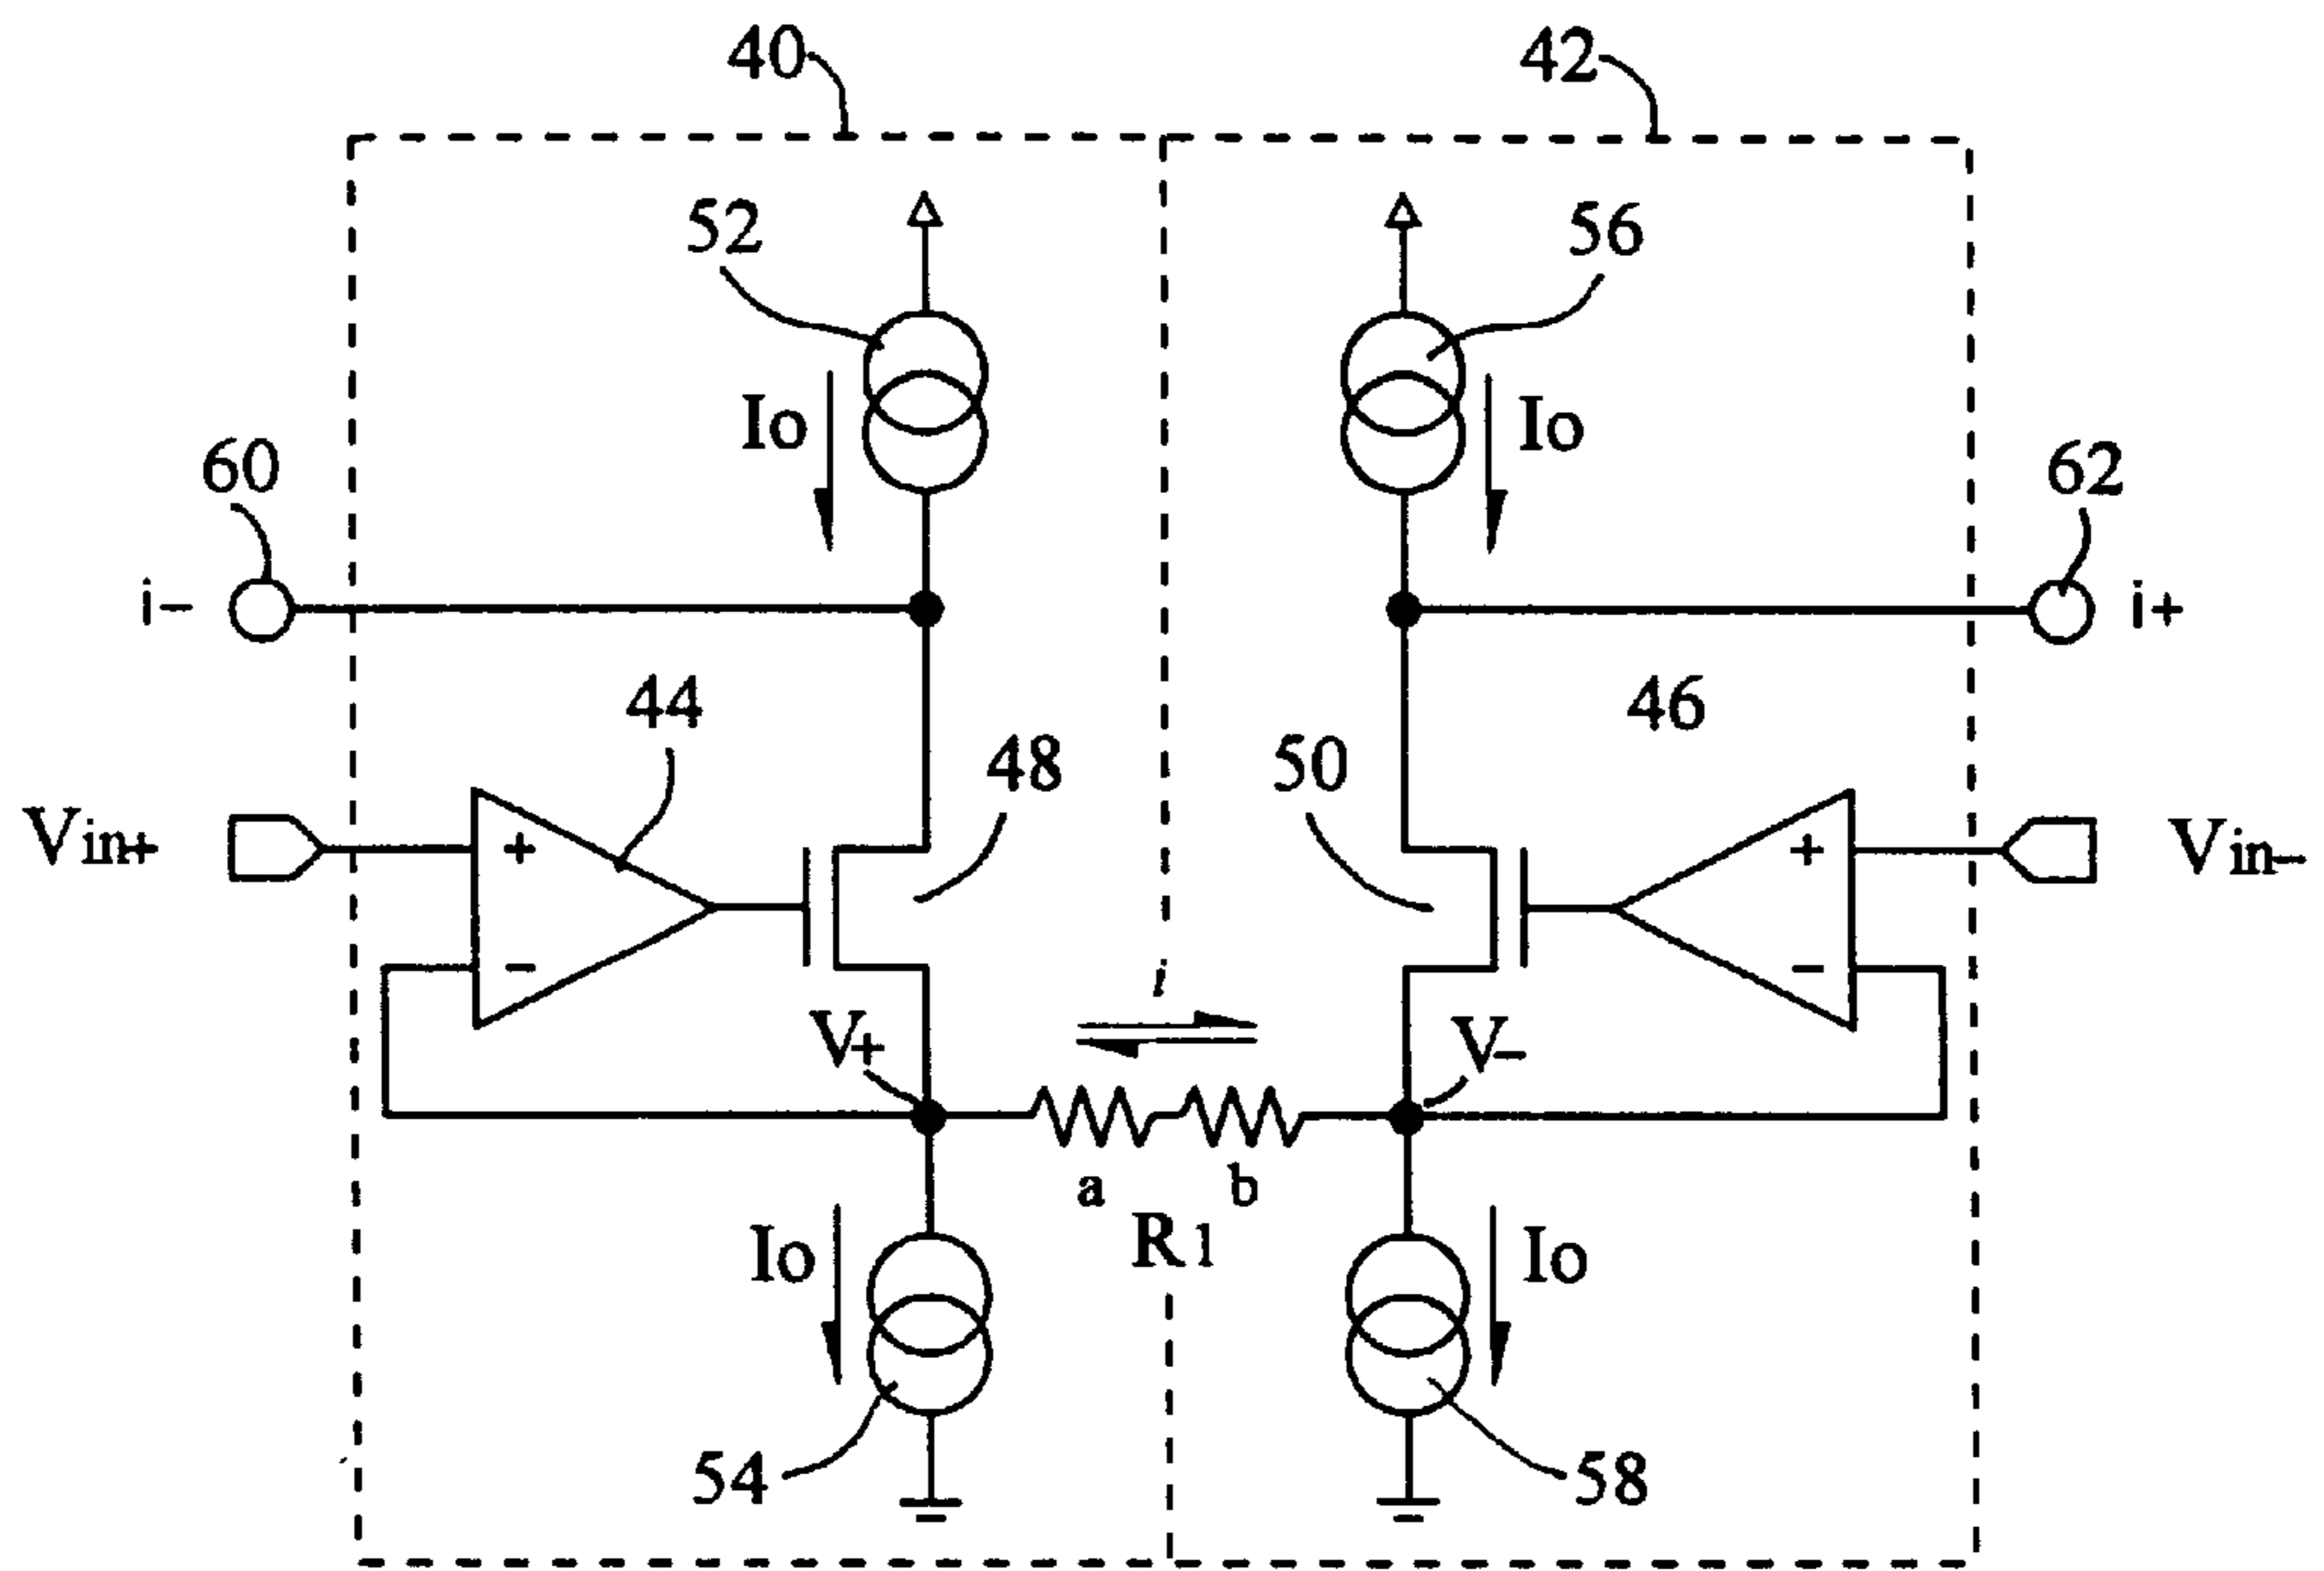 40 42
52 56
Io Io
60 62
i− i+
44 46
48 50
Vin+ + + Vin−
− −
i
V+ V−
a b
R1
Io Io
54 58